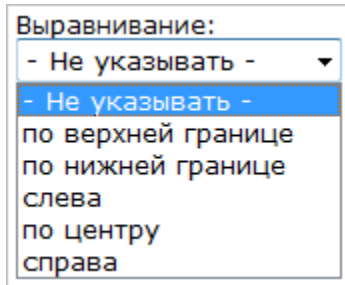 Выравнивание:
- Не указывать -
- Не указывать -
по верхней границе
по нижней границе
слева
по центру
справа